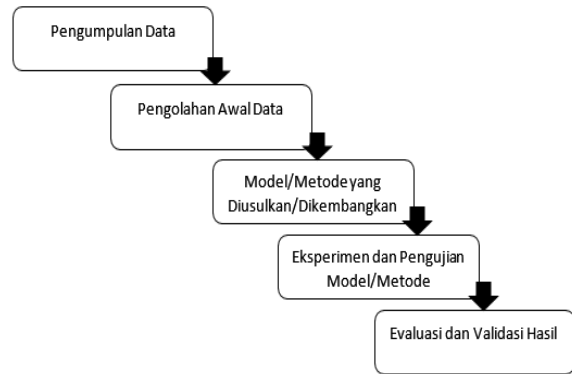 Pengumpulan Data
Pengolahan Awal Data
Model/Metode yang
Diusulkan/Dikembangkan
Eksperimen dan Pengujian
Model/Metode
Evaluasi dan Validasi Hasil